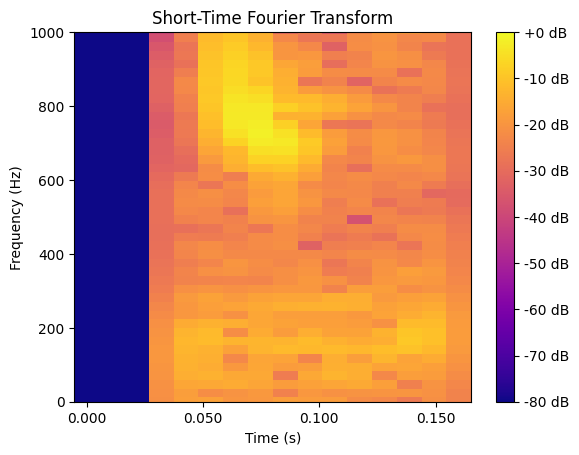 Short-Time Fourier Transform
1000
800
600
400
200
0
Frequency (Hz)
0.000
0.050
0.100
0.150
Time (s)
+0 dB
-10 dB
-20 dB
-30 dB
-40 dB
-50 dB
-60 dB
-70 dB
-80 dB